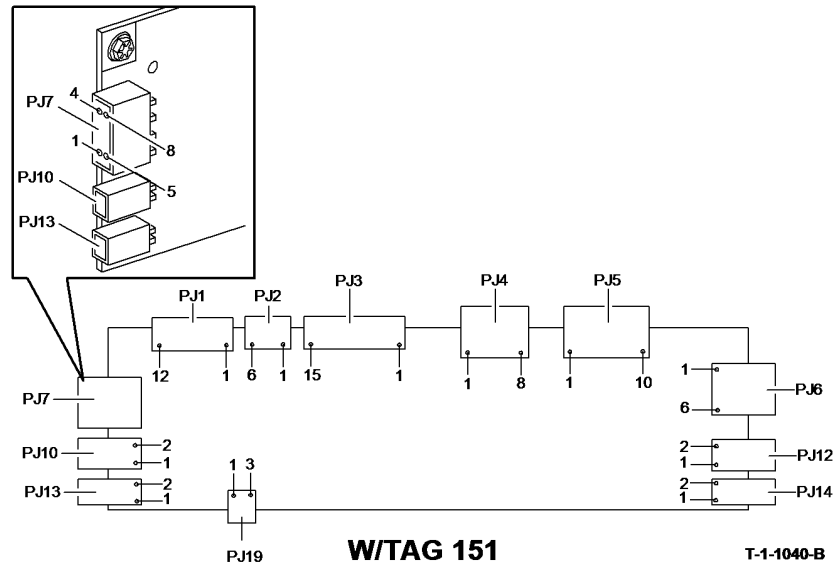 4
PJ7
8
1
5
PJ10
PJ13
PJ1 PJ2 PJ3 PJ4 PJ5
12 1 6 1 15 1 1 8 1 10
PJ7
1
PJ6
6
PJ10 2
1
2 PJ12
1
PJ13 2
1
2 PJ14
1
1 3
PJ19
W/TAG 151
T-1-1040-B